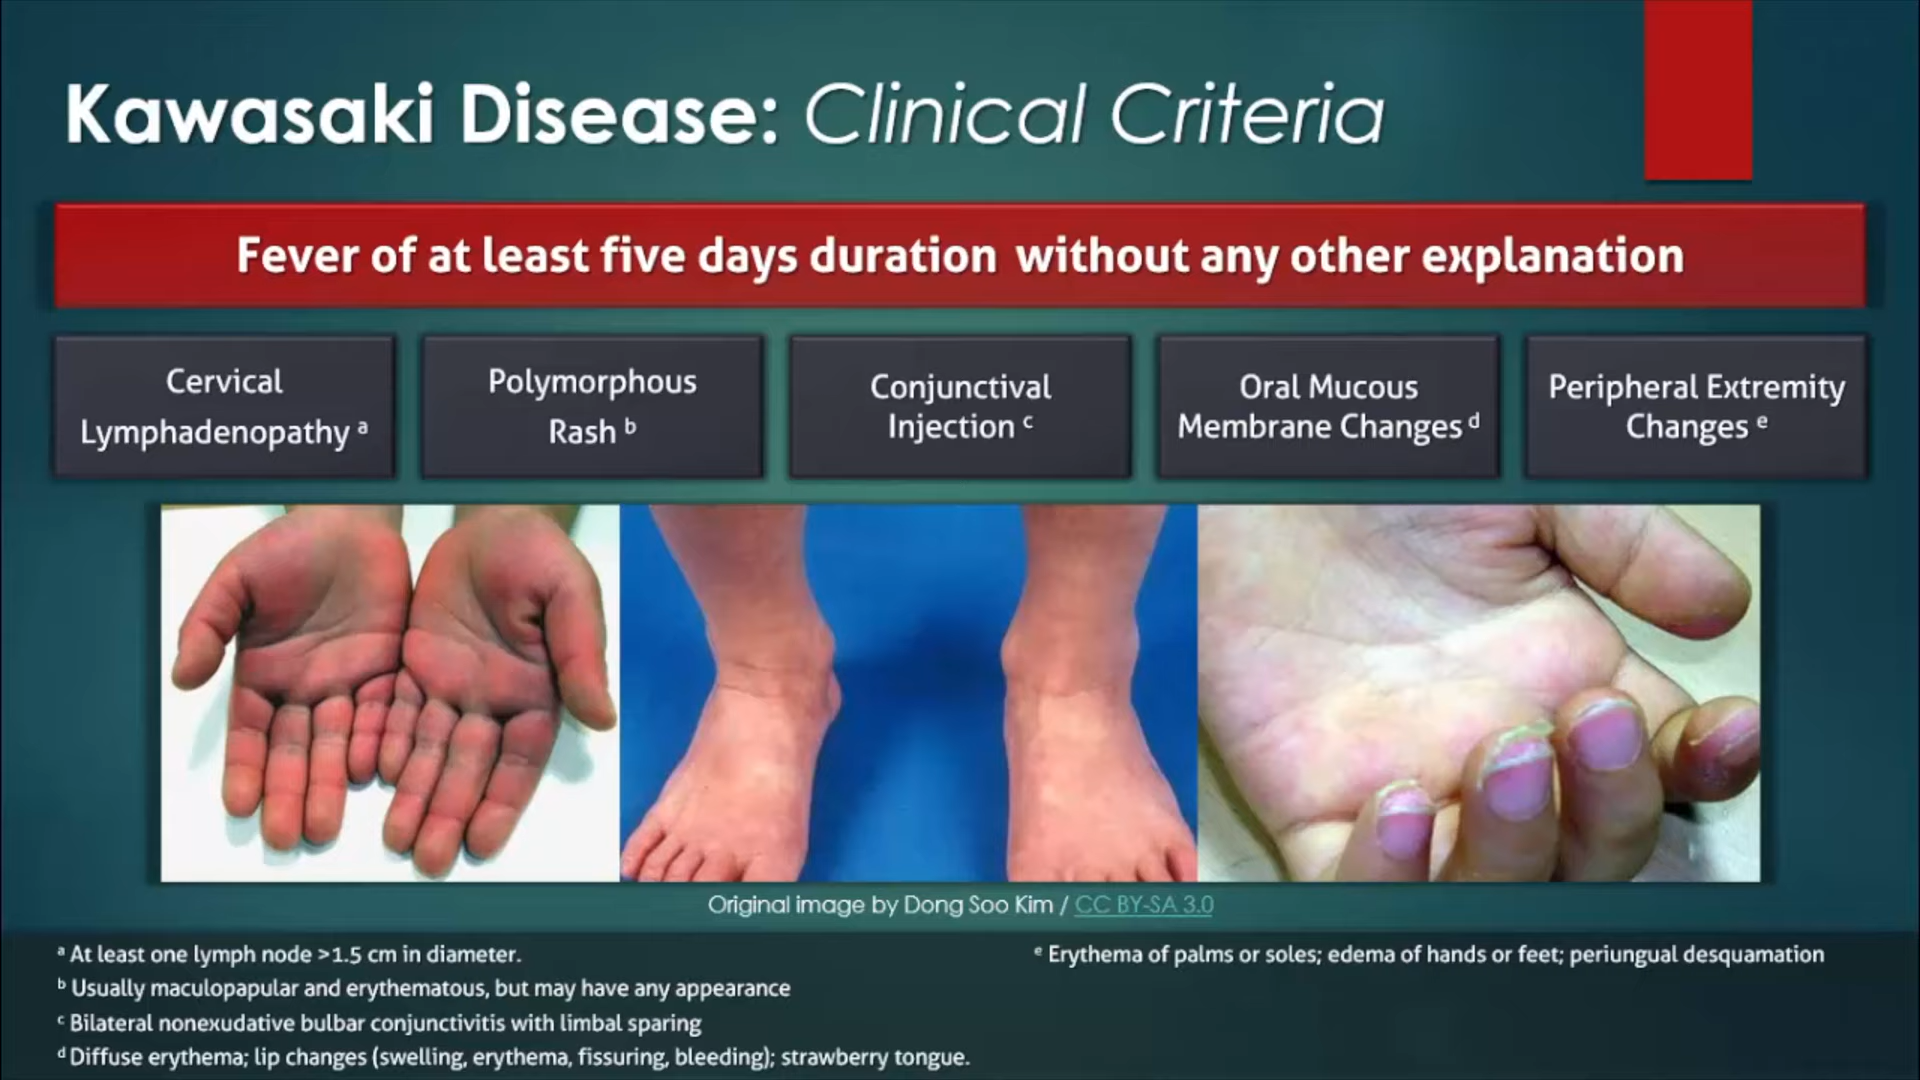 Kawasaki Disease: Clinical Criteria
Fever of at least five days duration without any other explanation
Cervical
Lymphadenopathy a
Polymorphous
Rash b
Conjunctival
Injection c
Oral Mucous
Membrane Changes d
Peripheral Extremity
Changes e
Original image by Dong Soo Kim / CC BY-SA 3.0
a At least one lymph node >1.5 cm in diameter.
b Usually maculopapular and erythematous, but may have any appearance
c Bilateral nonexudative bulbar conjunctivitis with limbal sparing
d Diffuse erythema; lip changes (swelling, erythema, fissuring, bleeding); strawberry tongue.
e Erythema of palms or soles; edema of hands or feet; periungual desquamation